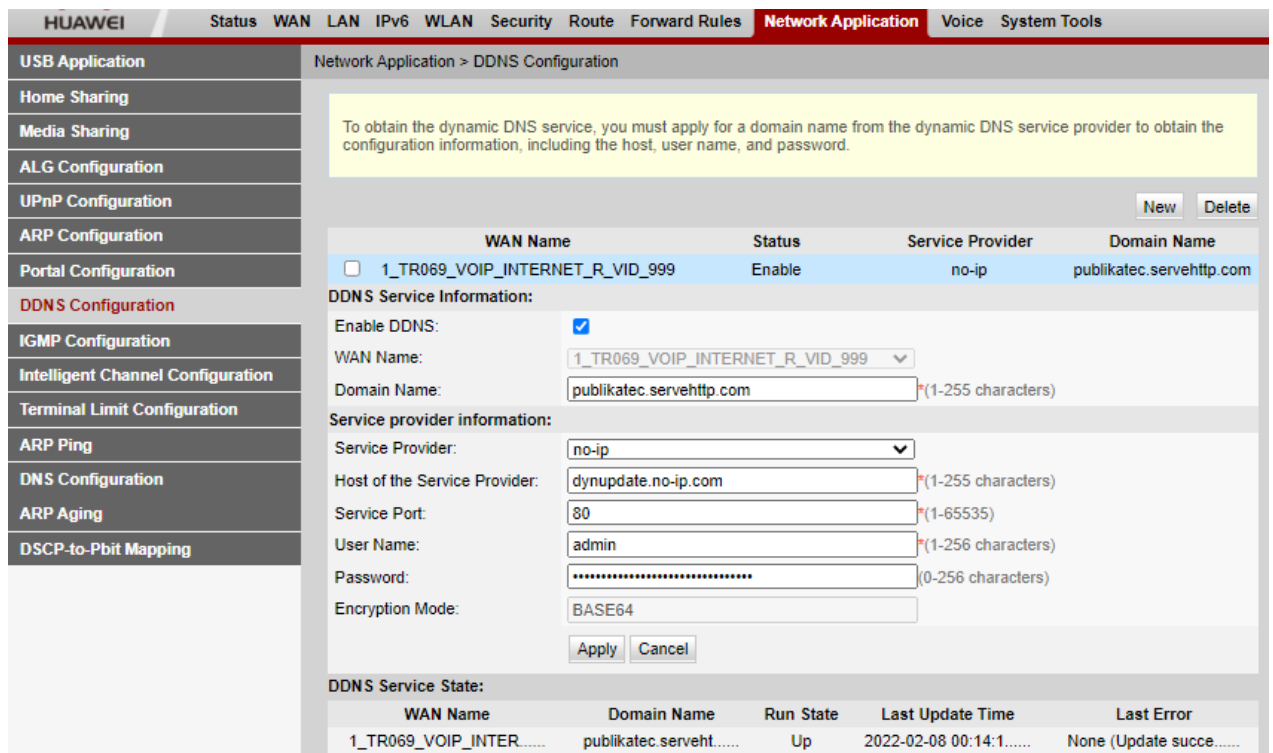 HUAWEI Status WAN LAN IPv6 WLAN Security Route Forward Rules Network Application Voice System Tools
USB Application
Home Sharing
Media Sharing
ALG Configuration
UPnP Configuration
ARP Configuration
Portal Configuration
DDNS Configuration
IGMP Configuration
Intelligent Channel Configuration
Terminal Limit Configuration
ARP Ping
DNS Configuration
ARP Aging
DSCP-to-Pbit Mapping
Network Application > DDNS Configuration
To obtain the dynamic DNS service, you must apply for a domain name from the dynamic DNS service provider to obtain the
configuration information, including the host, user name, and password.
New Delete
WAN Name Status Service Provider Domain Name
1_TR069_VOIP_INTERNET_R_VID_999 Enable no-ip publikatec.servehttp.com
DDNS Service Information:
Enable DDNS:
WAN Name: 1_TR069_VOIP_INTERNET_R_VID_999
Domain Name: publikatec.servehttp.com *(1-255 characters)
Service provider information:
Service Provider: no-ip
Host of the Service Provider: dynupdate.no-ip.com *(1-255 characters)
Service Port: 80 *(1-65535)
User Name: admin *(1-256 characters)
Password: •••••••••••••••••••••••••••••••• (0-256 characters)
Encryption Mode: BASE64
Apply Cancel
DDNS Service State:
WAN Name Domain Name Run State Last Update Time Last Error
1_TR069_VOIP_INTER...... publikatec.serveht...... Up 2022-02-08 00:14:1...... None (Update succe......